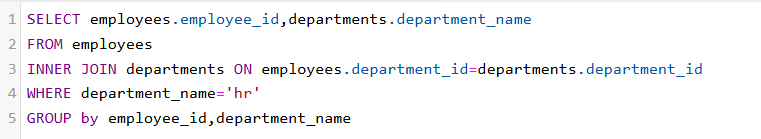 1 SELECT employees.employee_id,departments.department_name
2 FROM employees
3 INNER JOIN departments ON employees.department_id=departments.department_id
4 WHERE department_name='hr'
5 GROUP by employee_id,department_name